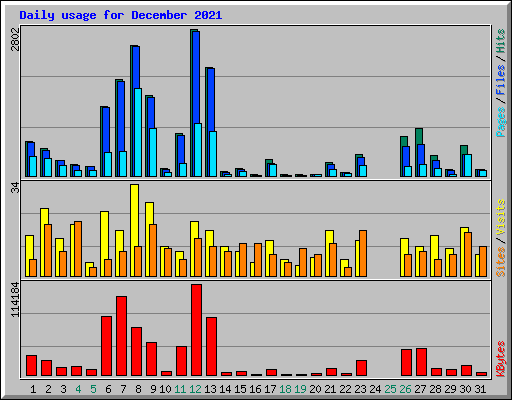 Daily usage for December 2021
2802
Pages / Files / Hits
34
Sites / Visits
114184
KBytes
1 2 3 4 5 6 7 8 9 10 11 12 13 14 15 16 17 18 19 20 21 22 23 24 25 26 27 28 29 30 31